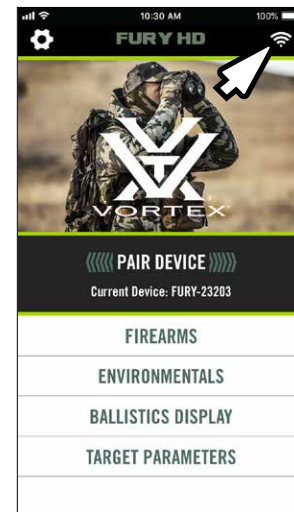 10:30 AM
100%
FURY HD
VORTEX
PAIR DEVICE
Current Device: FURY-23203
FIREARMS
ENVIRONMENTALS
BALLISTICS DISPLAY
TARGET PARAMETERS